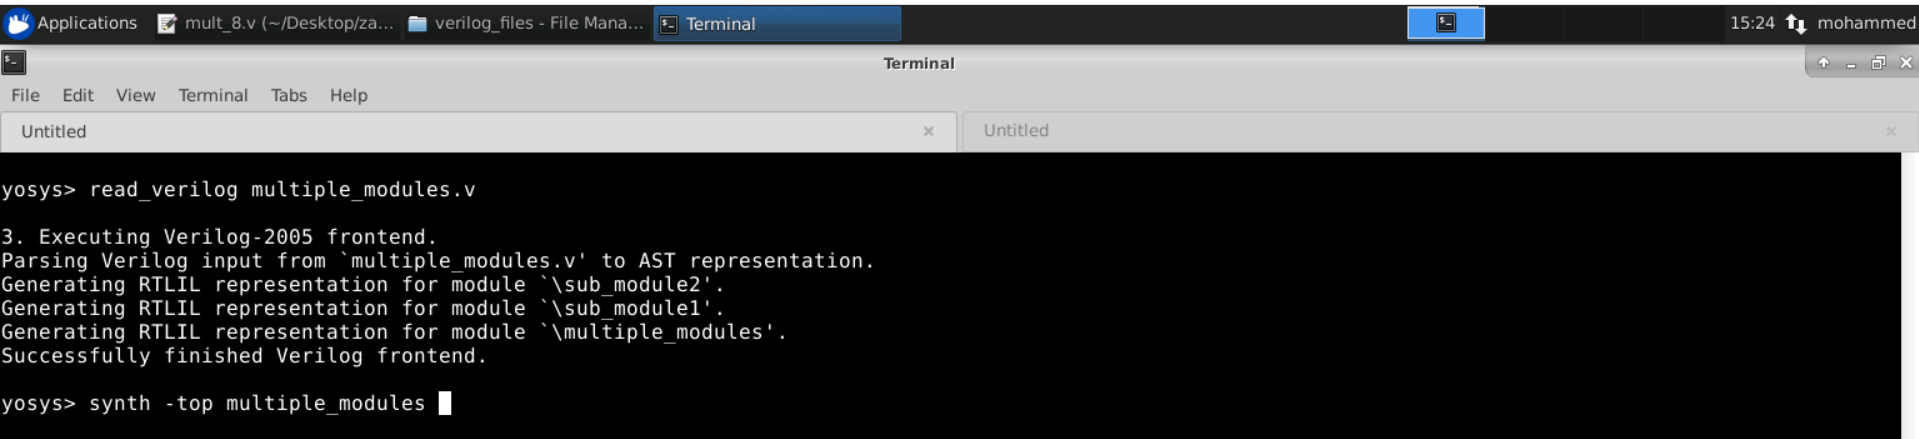 Applications mult_8.v (~/Desktop/za... verilog_files - File Mana... Terminal 15:24 mohammed
Terminal
File Edit View Terminal Tabs Help
Untitled Untitled
yosys> read_verilog multiple_modules.v
3. Executing Verilog-2005 frontend.
Parsing Verilog input from `multiple_modules.v' to AST representation.
Generating RTLIL representation for module `\sub_module2'.
Generating RTLIL representation for module `\sub_module1'.
Generating RTLIL representation for module `\multiple_modules'.
Successfully finished Verilog frontend.
yosys> synth -top multiple_modules